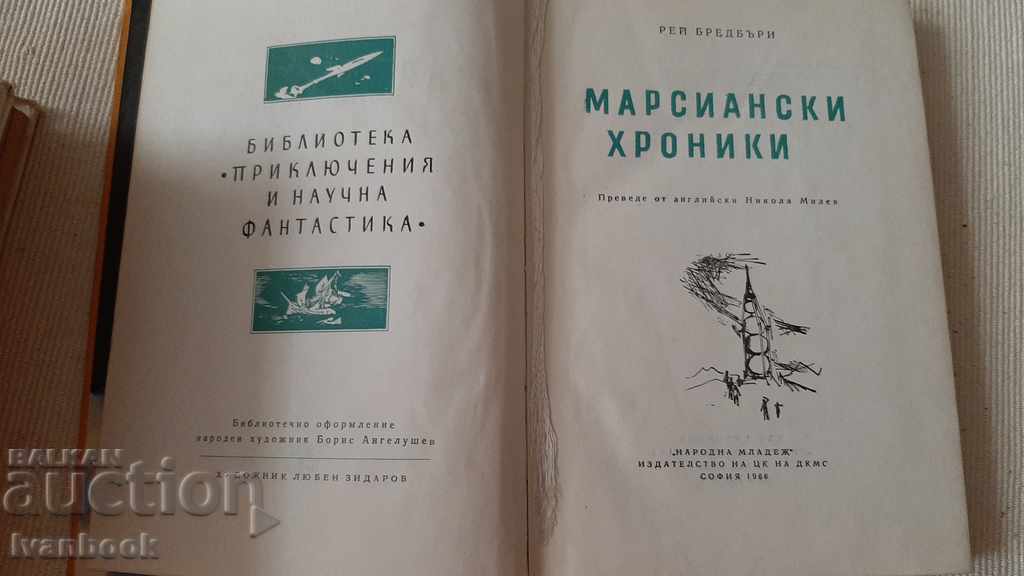 БИБЛИОТЕКА
•ПРИКЛЮЧЕНИЯ
И НАУЧНА
ФАНТАСТИКА•
Библиотечно оформление
народен художник Борис Ангелушев
ХУДОЖНИК ЛЮБЕН ЗИДАРОВ
РЕЙ БРЕДБЪРИ
МАРСИАНСКИ
ХРОНИКИ
Преведе от английски Никола Милев
„НАРОДНА МЛАДЕЖ“
ИЗДАТЕЛСТВО НА ЦК НА ДКМС
СОФИЯ 1966
BALKAN
auction
Ivanbook